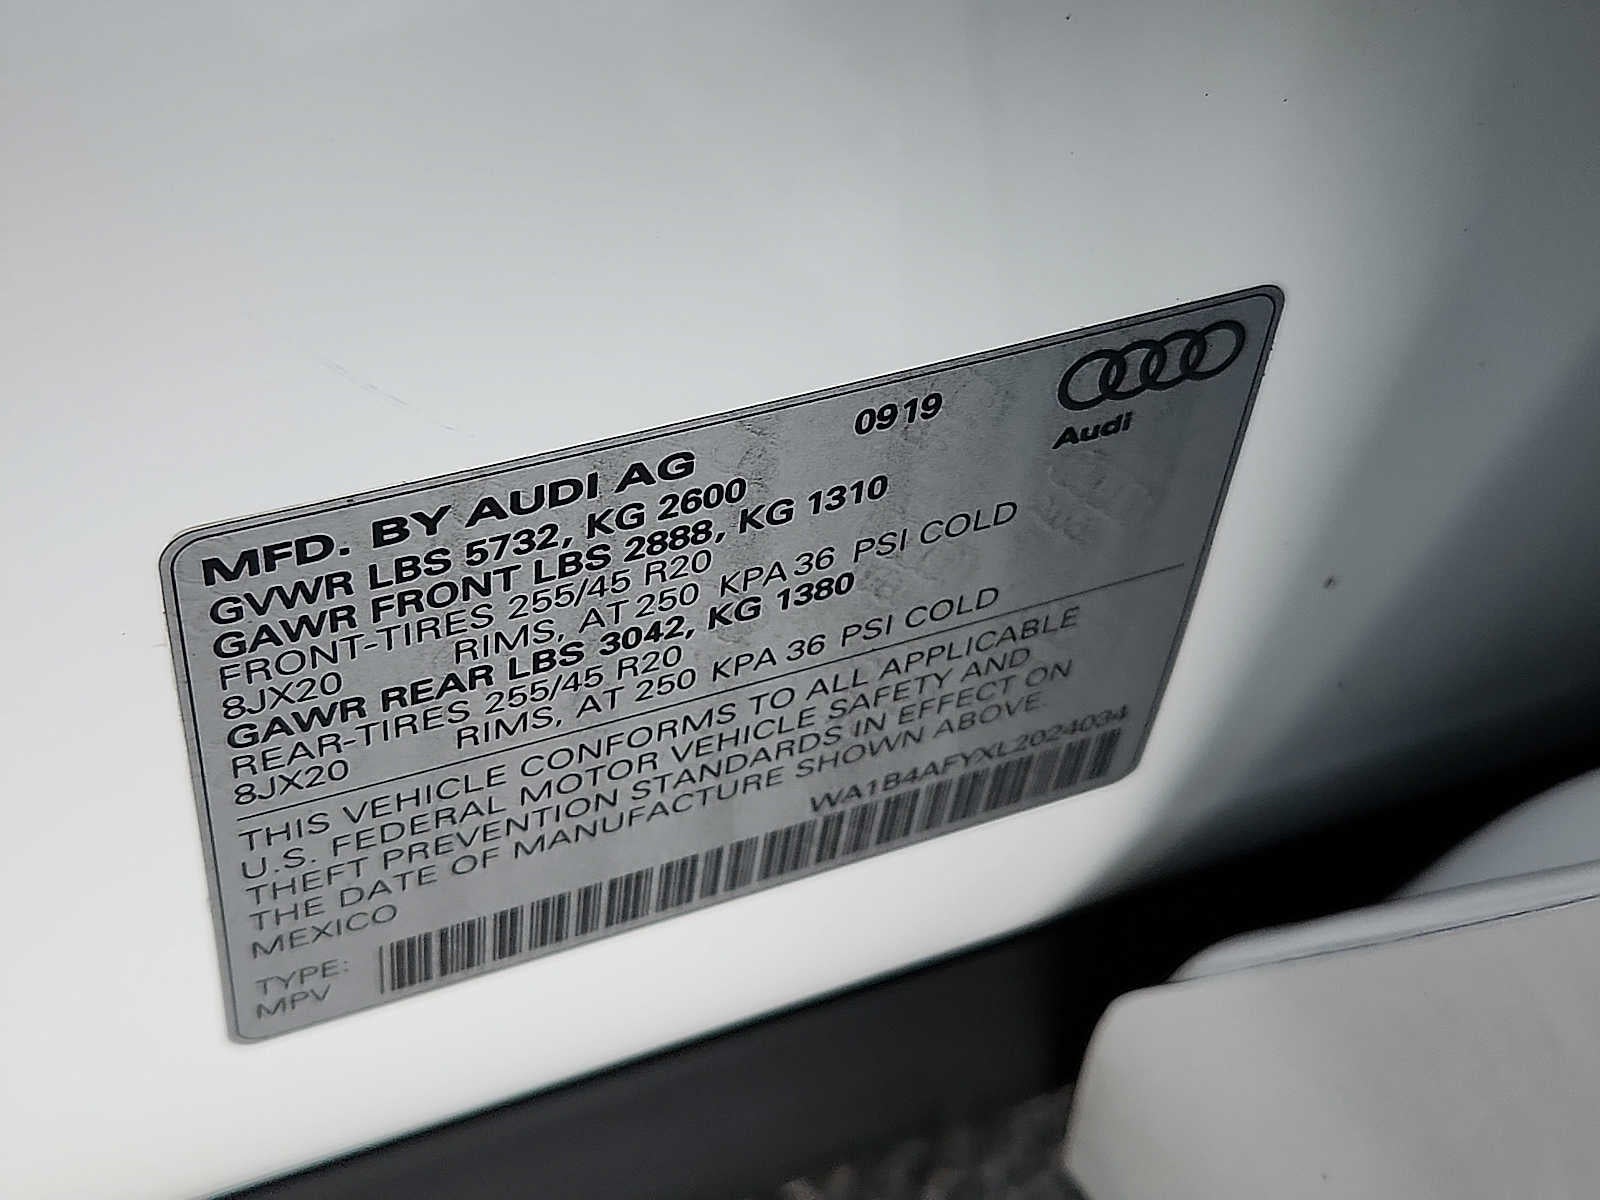 Audi
0919
MFD. BY AUDI AG
GVWR LBS 5732, KG 2600
GAWR FRONT LBS 2888, KG 1310
FRONT-TIRES 255/45 R20
8JX20 RIMS, AT 250 KPA 36 PSI COLD
GAWR REAR LBS 3042, KG 1380
REAR-TIRES 255/45 R20
8JX20 RIMS, AT 250 KPA 36 PSI COLD
THIS VEHICLE CONFORMS TO ALL APPLICABLE
U.S. FEDERAL MOTOR VEHICLE SAFETY AND
THEFT PREVENTION STANDARDS IN EFFECT ON
THE DATE OF MANUFACTURE SHOWN ABOVE.
MEXICO
WA1B4AFYXL2024034
TYPE:
MPV